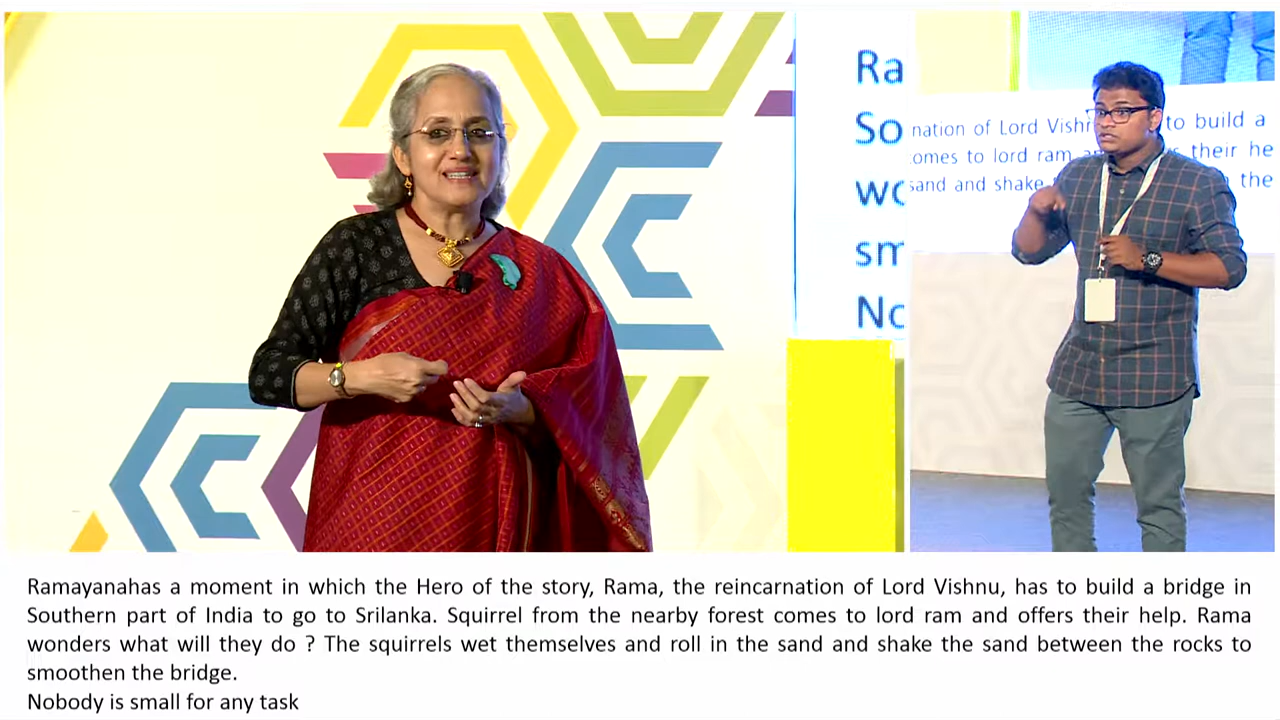 Ra
So
wo
sm
No
nation of Lord Vishn to build a
comes to lord ram an s their he
sand and shake the
Ramayanahas a moment in which the Hero of the story, Rama, the reincarnation of Lord Vishnu, has to build a bridge in
Southern part of India to go to Srilanka. Squirrel from the nearby forest comes to lord ram and offers their help. Rama
wonders what will they do ? The squirrels wet themselves and roll in the sand and shake the sand between the rocks to
smoothen the bridge.
Nobody is small for any task